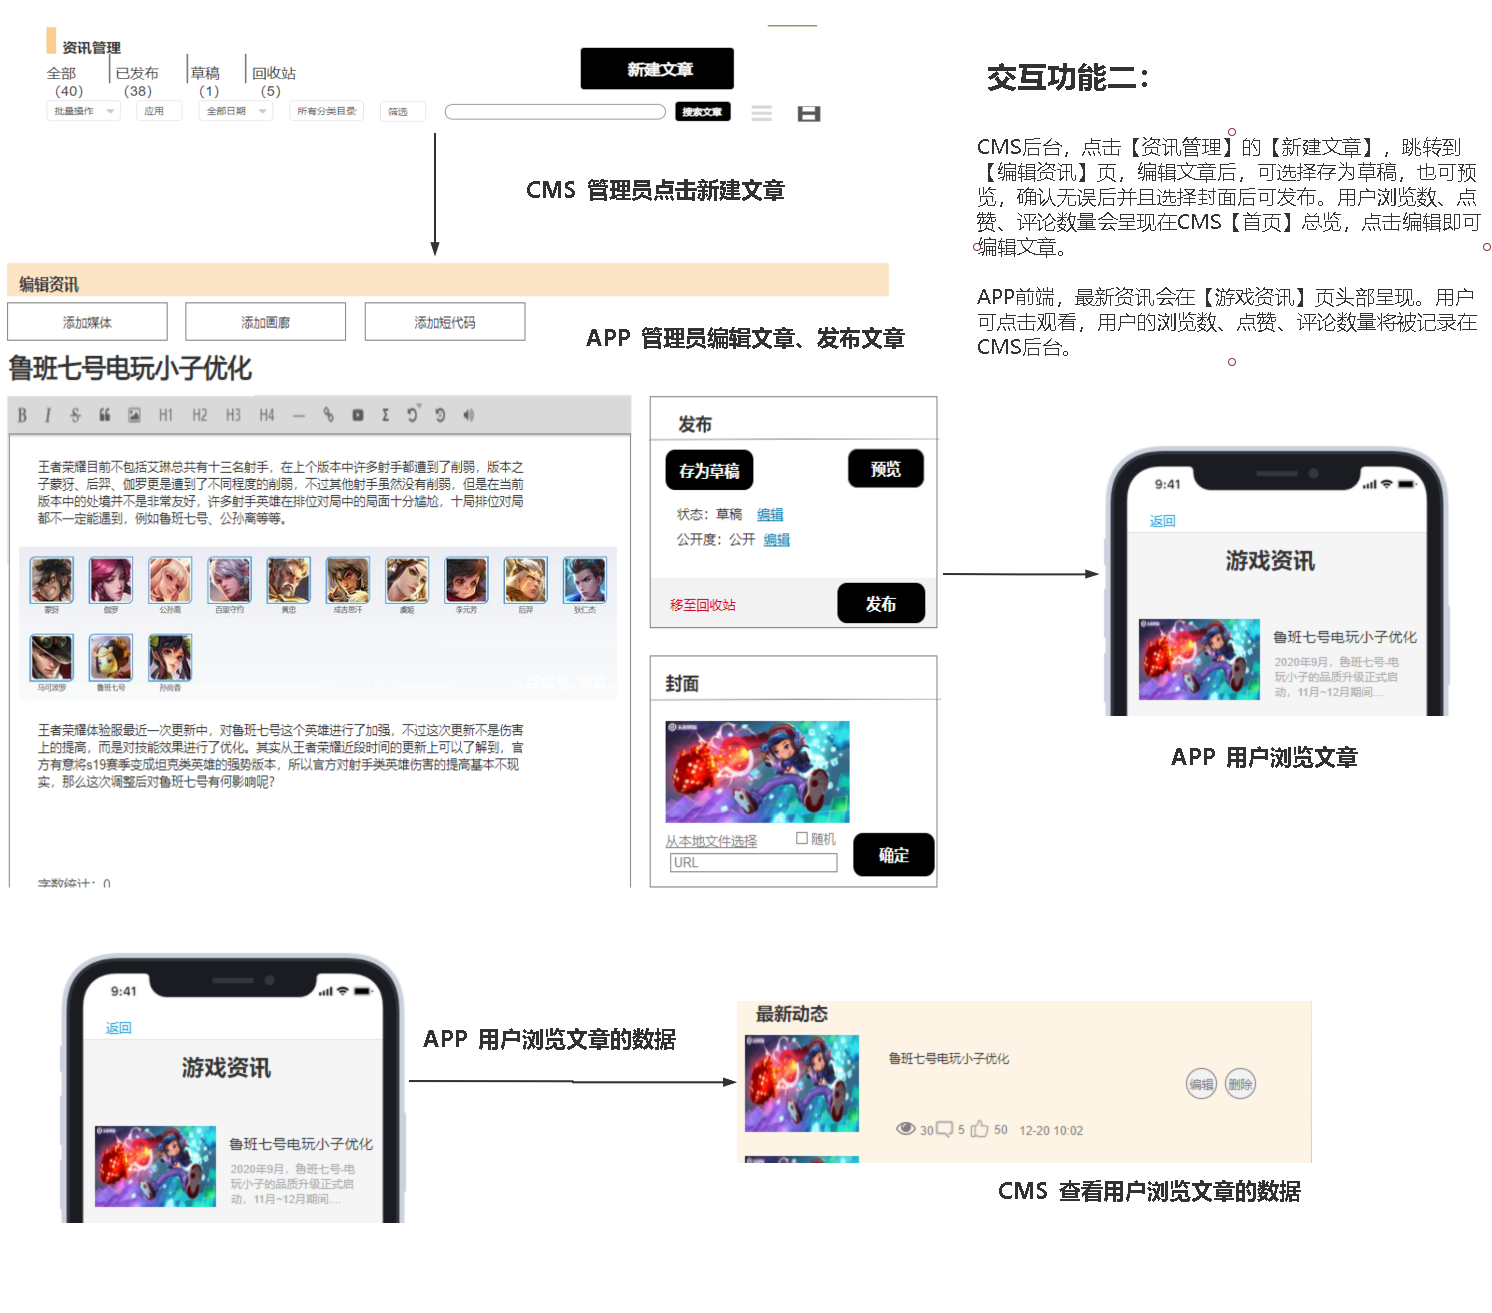 资讯管理
全部
（40）
已发布
（38）
草稿
（1）
回收站
（5）
新建文章
批量操作
应用
全部日期
所有分类目录
筛选
搜索文章
CMS 管理员点击新建文章
交互功能二：
CMS后台，点击【资讯管理】的【新建文章】，跳转到
【编辑资讯】页，编辑文章后，可选择存为草稿，也可预
览，确认无误后并且选择封面后可发布。用户浏览数、点
赞、评论数量会呈现在CMS【首页】总览，点击编辑即可
编辑文章。
APP前端，最新资讯会在【游戏资讯】页头部呈现。用户
可点击观看，用户的浏览数、点赞、评论数量将被记录在
CMS后台。
编辑资讯
添加媒体
添加画廊
添加短代码
APP 管理员编辑文章、发布文章
鲁班七号电玩小子优化
B I S H1 H2 H3 H4 — Σ
王者荣耀目前不包括艾琳总共有十三名射手，在上个版本中许多射手都遭到了削弱，版本之
子蒙犽、后羿、伽罗更是遭到了不同程度的削弱，不过其他射手虽然没有削弱，但是在当前
版本中的处境并不是非常友好，许多射手英雄在排位对局中的局面十分尴尬，十局排位对局
都不一定能遇到，例如鲁班七号、公孙离等等。
蒙犽 伽罗 公孙离 百里守约 黄忠 成吉思汗 虞姬 李元芳 后羿 狄仁杰
马可波罗 鲁班七号 孙尚香
王者荣耀体验服最近一次更新中，对鲁班七号这个英雄进行了加强，不过这次更新不是伤害
上的提高，而是对技能效果进行了优化。其实从王者荣耀近段时间的更新上可以了解到，官
方有意将s19赛季变成坦克类英雄的强势版本，所以官方对射手类英雄伤害的提高基本不现
实，那么这次调整后对鲁班七号有何影响呢？
字数统计：0
发布
存为草稿
预览
状态：草稿 编辑
公开度：公开 编辑
移至回收站
发布
封面
从本地文件选择
随机
URL
确定
9:41
返回
游戏资讯
鲁班七号电玩小子优化
2020年9月，鲁班七号-电
玩小子的品质升级正式启
动，11月~12月期间....
APP 用户浏览文章
9:41
返回
游戏资讯
鲁班七号电玩小子优化
2020年9月，鲁班七号-电
玩小子的品质升级正式启
动，11月~12月期间....
APP 用户浏览文章的数据
最新动态
鲁班七号电玩小子优化
编辑
删除
30 5 50 12-20 10:02
CMS 查看用户浏览文章的数据